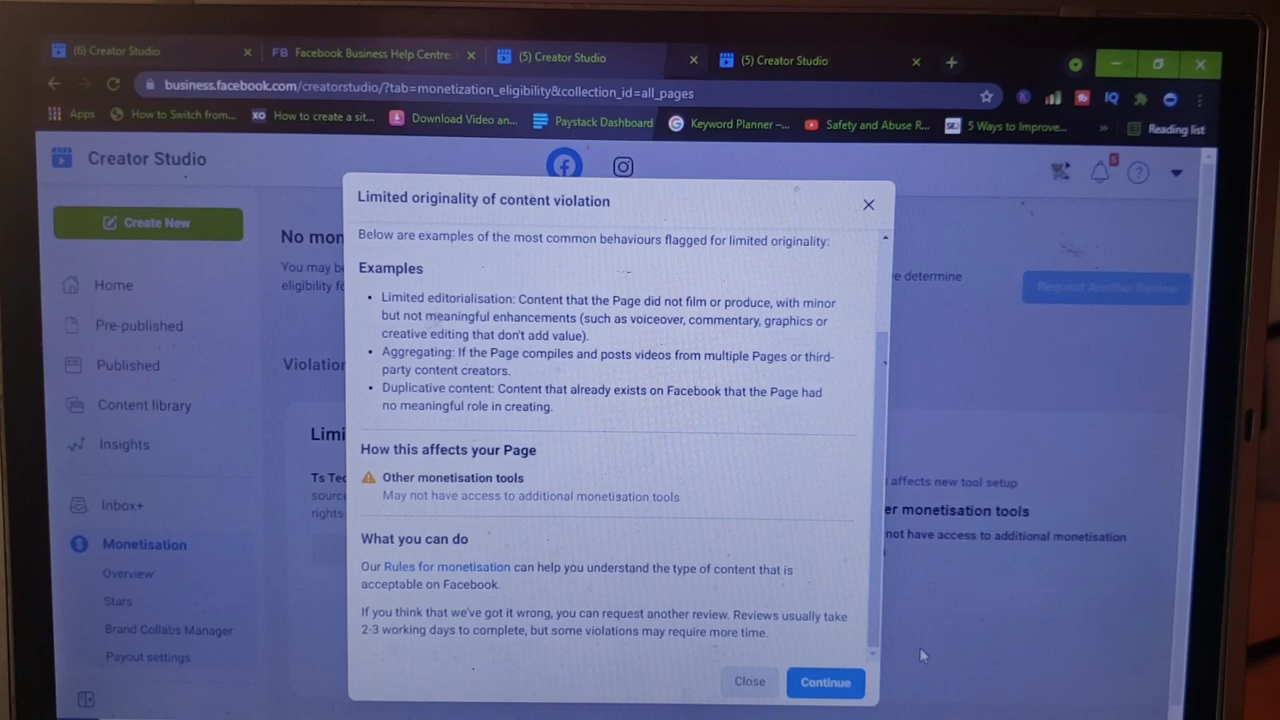 (6) Creator Studio
FB Facebook Business Help Centre:
(5) Creator Studio
(5) Creator Studio
business.facebook.com/creatorstudio/?tab=monetization_eligibility&collection_id=all_pages
Apps
How to Switch from...
XO How to create a sit...
Download Video an...
Paystack Dashboard
Keyword Planner –...
Safety and Abuse R...
5 Ways to Improve...
»
Reading list
IQ
Creator Studio
5
Create New
Home
Pre-published
Published
Content library
Insights
Inbox+
Monetisation
Overview
Stars
Brand Collabs Manager
Payout settings
No mon
You may b
eligibility f
e determine
Request Another Review
Violation
Limi
Ts Tec
sourc
rights
affects new tool setup
er monetisation tools
not have access to additional monetisation
Limited originality of content violation
Below are examples of the most common behaviours flagged for limited originality:
Examples
• Limited editorialisation: Content that the Page did not film or produce, with minor
but not meaningful enhancements (such as voiceover, commentary, graphics or
creative editing that don't add value).
• Aggregating: If the Page compiles and posts videos from multiple Pages or third-
party content creators.
• Duplicative content: Content that already exists on Facebook that the Page had
no meaningful role in creating.
How this affects your Page
Other monetisation tools
May not have access to additional monetisation tools
What you can do
Our Rules for monetisation can help you understand the type of content that is
acceptable on Facebook.
If you think that we've got it wrong, you can request another review. Reviews usually take
2-3 working days to complete, but some violations may require more time.
Close
Continue